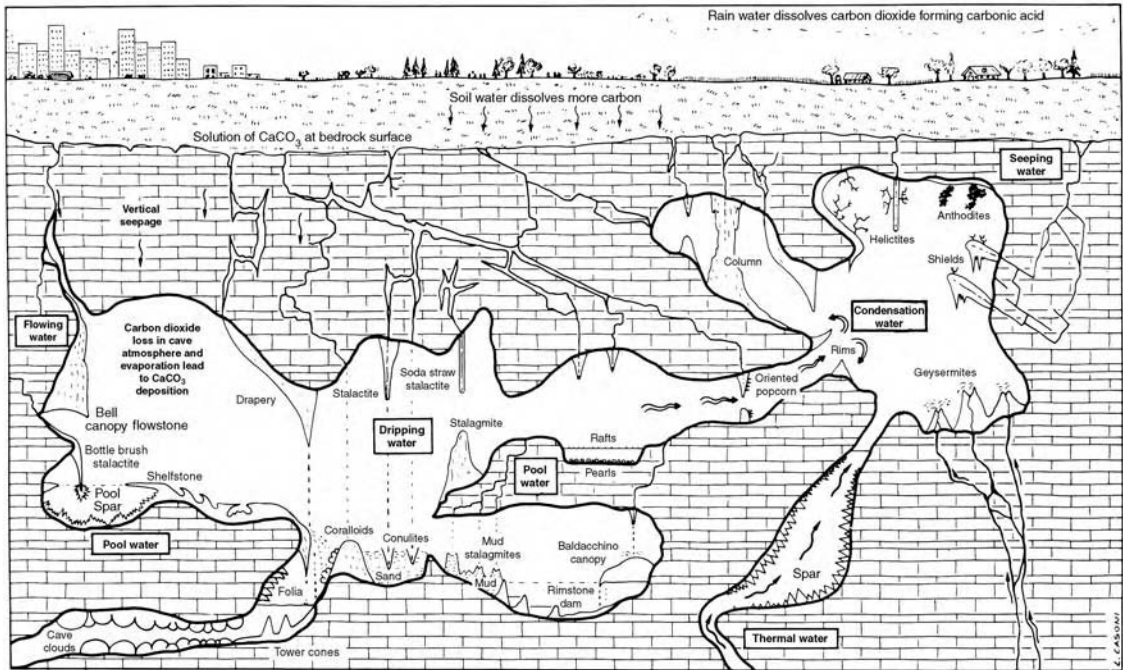 Rain water dissolves carbon dioxide forming carbonic acid
Soil water dissolves more carbon
Solution of CaCO₃ at bedrock surface
Seeping
water
Vertical
seepage
Anthodites
Helictites
Shields
Column
Flowing
water
Carbon dioxide
loss in cave
atmosphere and
evaporation lead
to CaCO₃
deposition
Condensation
water
Rims
Soda straw
stalactite
Oriented
popcorn
Geysermites
Drapery
Stalactite
Bell
canopy flowstone
Dripping
water
Stalagmite
Bottle brush
stalactite
Rafts
Pearls
Pool
water
Shelfstone
Pool
Spar
Pool water
Coralloids
Conulites
Mud
stalagmites
Baldacchino
canopy
Sand
Mud
Folia
Rimstone
dam
Spar
Cave
clouds
Tower cones
Thermal water
L. CASONI